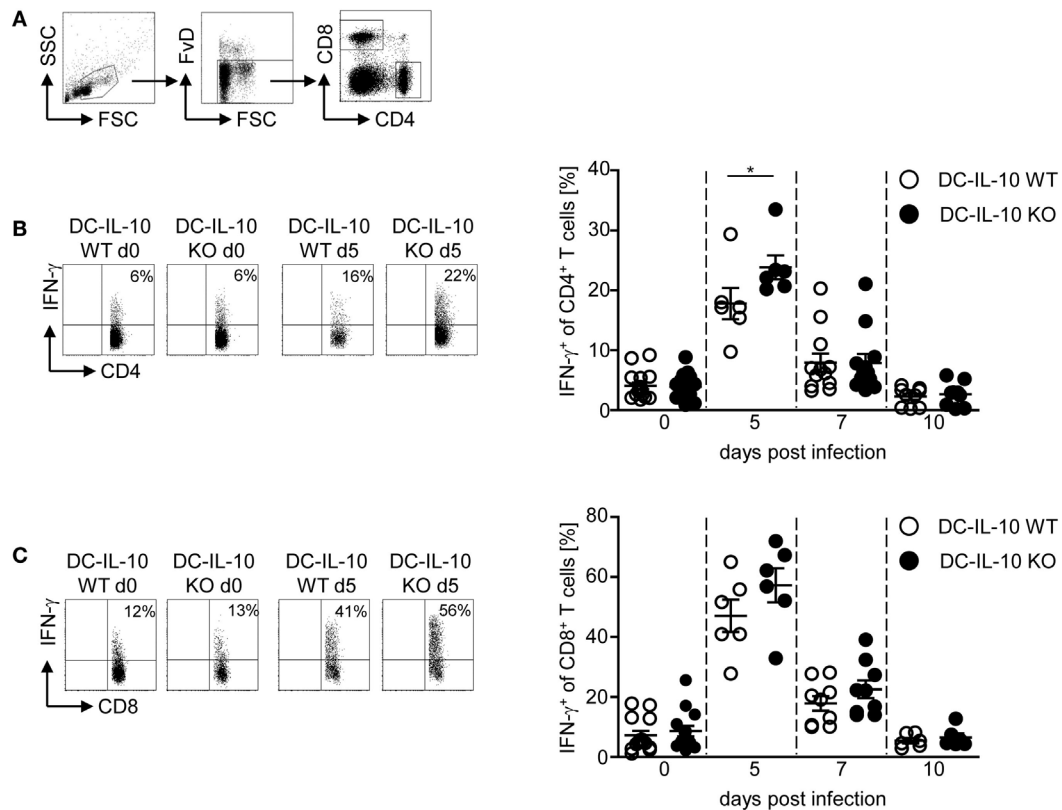 A
SSC
FSC
FvD
FSC
CD8
CD4
B
DC-IL-10
WT d0
DC-IL-10
KO d0
DC-IL-10
WT d5
DC-IL-10
KO d5
6%
6%
16%
22%
IFN-γ
CD4
IFN-γ⁺ of CD4⁺ T cells [%]
40
30
20
10
0
*
DC-IL-10 WT
DC-IL-10 KO
0 5 7 10
days post infection
C
DC-IL-10
WT d0
DC-IL-10
KO d0
DC-IL-10
WT d5
DC-IL-10
KO d5
12%
13%
41%
56%
IFN-γ
CD8
IFN-γ⁺ of CD8⁺ T cells [%]
80
60
40
20
0
DC-IL-10 WT
DC-IL-10 KO
0 5 7 10
days post infection